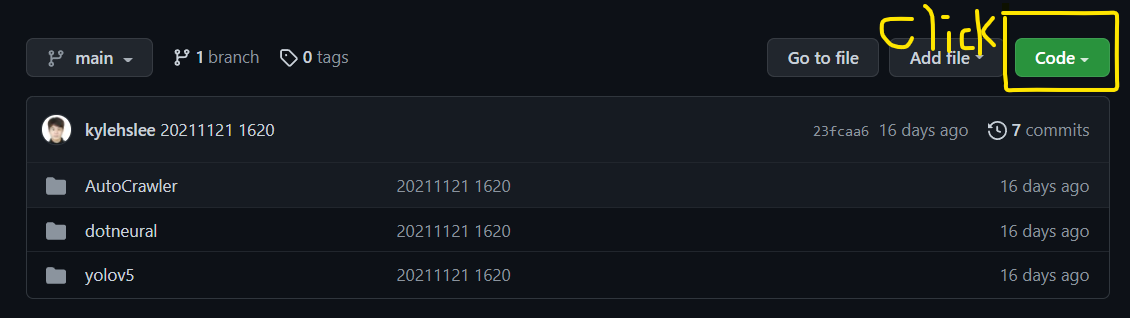 click
main 1 branch 0 tags Go to file Add file Code
kylehslee 20211121 1620 23fcaa6 16 days ago 7 commits
AutoCrawler 20211121 1620 16 days ago
dotneural 20211121 1620 16 days ago
yolov5 20211121 1620 16 days ago